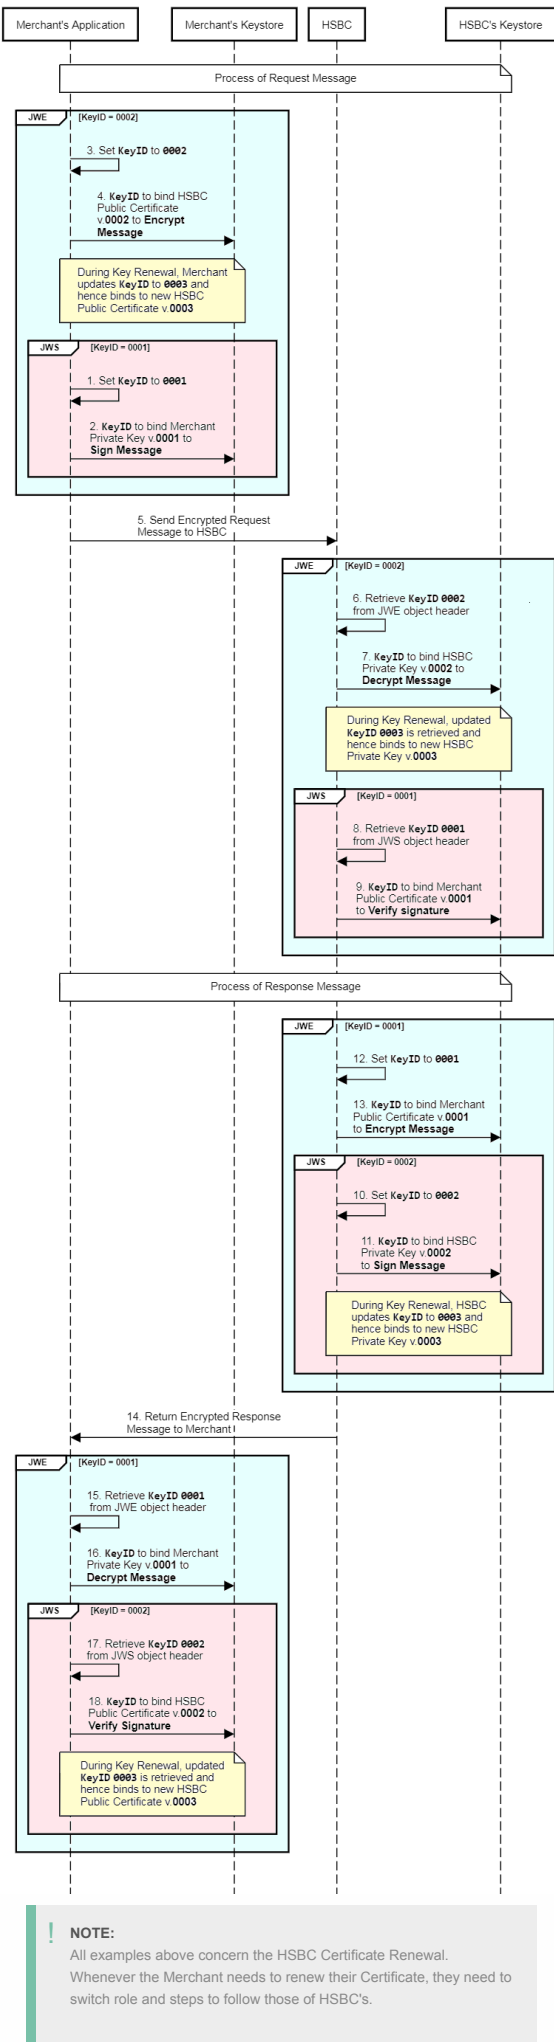 Merchant's Application
Merchant's Keystore
HSBC
HSBC's Keystore
Process of Request Message
JWE
[KeyID = 0002]
3. Set KeyID to 0002
4. KeyID to bind HSBC
Public Certificate
v.0002 to Encrypt
Message
During Key Renewal, Merchant
updates KeyID to 0003 and
hence binds to new HSBC
Public Certificate v.0003
JWS
[KeyID = 0001]
1. Set KeyID to 0001
2. KeyID to bind Merchant
Private Key v.0001 to
Sign Message
5. Send Encrypted Request
Message to HSBC
JWE
[KeyID = 0002]
6. Retrieve KeyID 0002
from JWE object header
7. KeyID to bind HSBC
Private Key v.0002 to
Decrypt Message
During Key Renewal, updated
KeyID 0003 is retrieved and
hence binds to new HSBC
Private Key v.0003
JWS
[KeyID = 0001]
8. Retrieve KeyID 0001
from JWS object header
9. KeyID to bind Merchant
Public Certificate v.0001
to Verify signature
Process of Response Message
JWE
[KeyID = 0001]
12. Set KeyID to 0001
13. KeyID to bind Merchant
Public Certificate v.0001
to Encrypt Message
JWS
[KeyID = 0002]
10. Set KeyID to 0002
11. KeyID to bind HSBC
Private Key v.0002
to Sign Message
During Key Renewal, HSBC
updates KeyID to 0003 and
hence binds to new HSBC
Private Key v.0003
14. Return Encrypted Response
Message to Merchant
JWE
[KeyID = 0001]
15. Retrieve KeyID 0001
from JWE object header
16. KeyID to bind Merchant
Private Key v.0001 to
Decrypt Message
JWS
[KeyID = 0002]
17. Retrieve KeyID 0002
from JWS object header
18. KeyID to bind HSBC
Public Certificate v.0002 to
Verify Signature
During Key Renewal, updated
KeyID 0003 is retrieved and
hence binds to new HSBC
Public Certificate v.0003
! NOTE:
All examples above concern the HSBC Certificate Renewal.
Whenever the Merchant needs to renew their Certificate, they need to
switch role and steps to follow those of HSBC's.